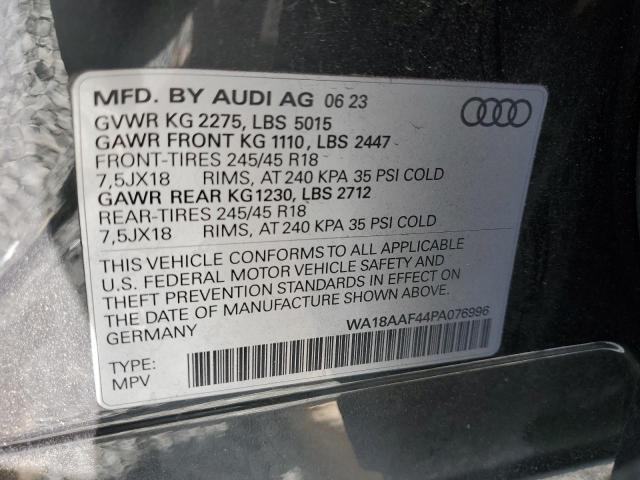 MFD. BY AUDI AG 06 23
GVWR KG 2275, LBS 5015
GAWR FRONT KG 1110, LBS 2447
FRONT-TIRES 245/45 R18
7,5JX18 RIMS, AT 240 KPA 35 PSI COLD
GAWR REAR KG1230, LBS 2712
REAR-TIRES 245/45 R18
7,5JX18 RIMS, AT 240 KPA 35 PSI COLD
THIS VEHICLE CONFORMS TO ALL APPLICABLE
U.S. FEDERAL MOTOR VEHICLE SAFETY AND
THEFT PREVENTION STANDARDS IN EFFECT ON
THE DATE OF MANUFACTURE SHOWN ABOVE.
GERMANY WA18AAF44PA076996
TYPE:
MPV